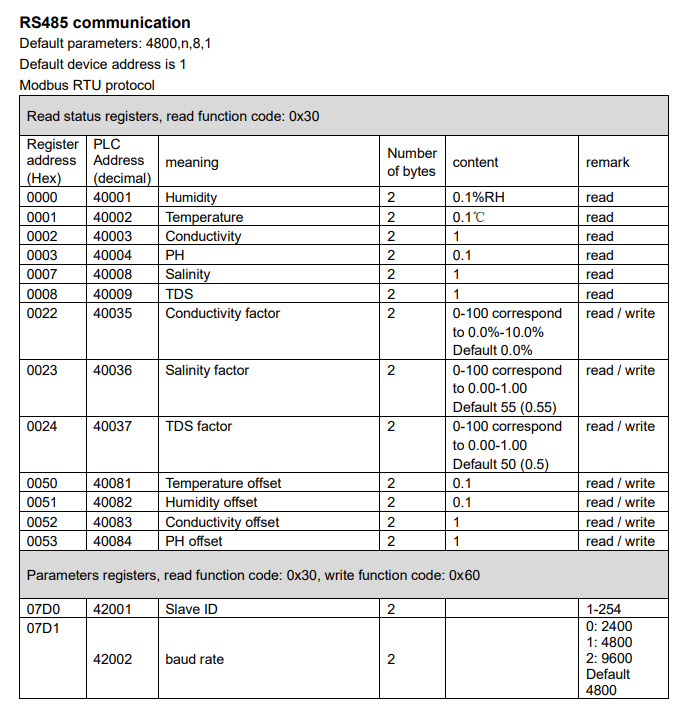 RS485 communication
Default parameters: 4800,n,8,1
Default device address is 1
Modbus RTU protocol
Read status registers, read function code: 0x30
Register address (Hex) PLC Address (decimal) meaning Number of bytes content remark
0000 40001 Humidity 2 0.1%RH read
0001 40002 Temperature 2 0.1℃ read
0002 40003 Conductivity 2 1 read
0003 40004 PH 2 0.1 read
0007 40008 Salinity 2 1 read
0008 40009 TDS 2 1 read
0022 40035 Conductivity factor 2 0-100 correspond read / write
to 0.0%-10.0%
Default 0.0%
0023 40036 Salinity factor 2 0-100 correspond read / write
to 0.00-1.00
Default 55 (0.55)
0024 40037 TDS factor 2 0-100 correspond read / write
to 0.00-1.00
Default 50 (0.5)
0050 40081 Temperature offset 2 0.1 read / write
0051 40082 Humidity offset 2 0.1 read / write
0052 40083 Conductivity offset 2 1 read / write
0053 40084 PH offset 2 1 read / write
Parameters registers, read function code: 0x30, write function code: 0x60
07D0 42001 Slave ID 2 1-254
07D1 0: 2400
1: 4800
42002 baud rate 2 2: 9600
Default
4800